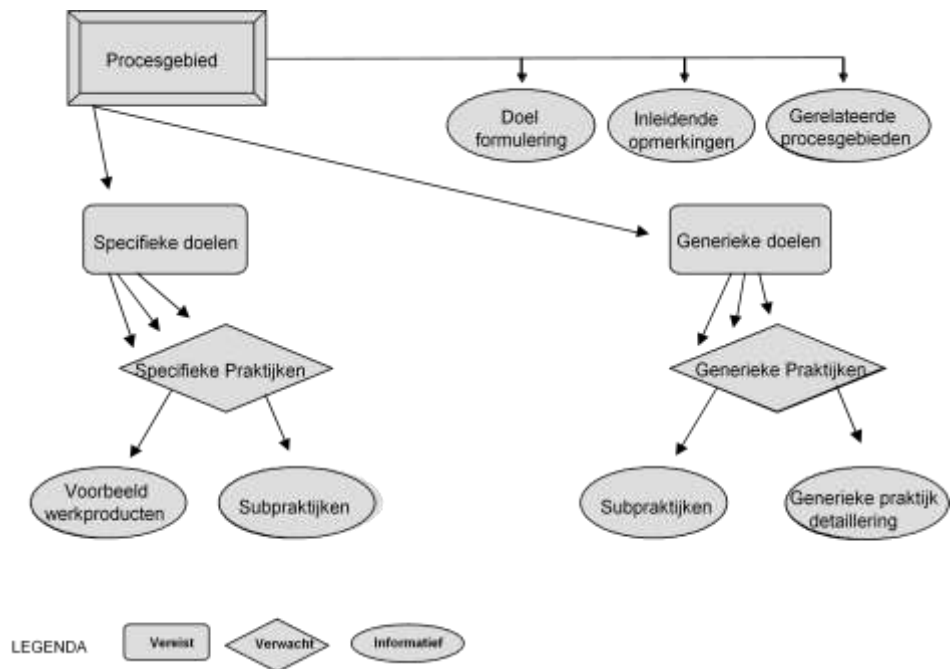 Procesgebied
Doel
formulering
Inleidende
opmerkingen
Gerelateerde
procesgebieden
Specifieke doelen
Generieke doelen
Specifieke Praktijken
Generieke Praktijken
Voorbeeld
werkproducten
Subpraktijken
Subpraktijken
Generieke praktijk
detaillering
LEGENDA
Vereist
Verwacht
Informatief